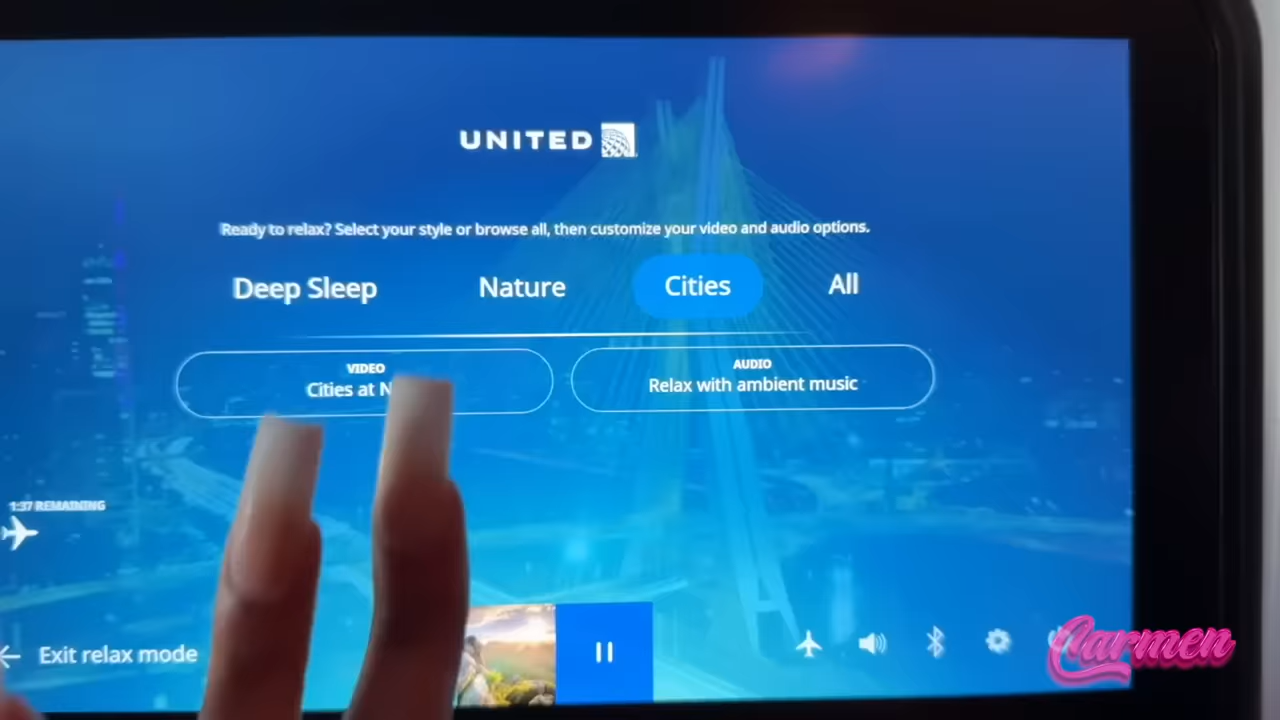 UNITED
Ready to relax? Select your style or browse all, then customize your video and audio options.
Deep Sleep Nature Cities All
VIDEO
Cities at
AUDIO
Relax with ambient music
1:37 REMAINING
Exit relax mode
Carmen